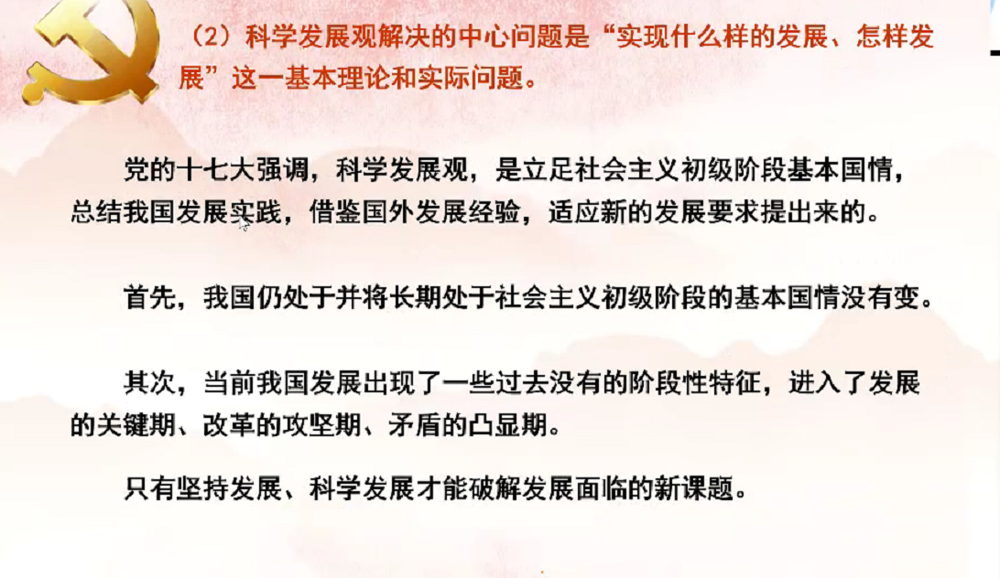 （2）科学发展观解决的中心问题是“实现什么样的发展、怎样发
展”这一基本理论和实际问题。
党的十七大强调，科学发展观，是立足社会主义初级阶段基本国情，
总结我国发展实践，借鉴国外发展经验，适应新的发展要求提出来的。
首先，我国仍处于并将长期处于社会主义初级阶段的基本国情没有变。
其次，当前我国发展出现了一些过去没有的阶段性特征，进入了发展
的关键期、改革的攻坚期、矛盾的凸显期。
只有坚持发展、科学发展才能破解发展面临的新课题。